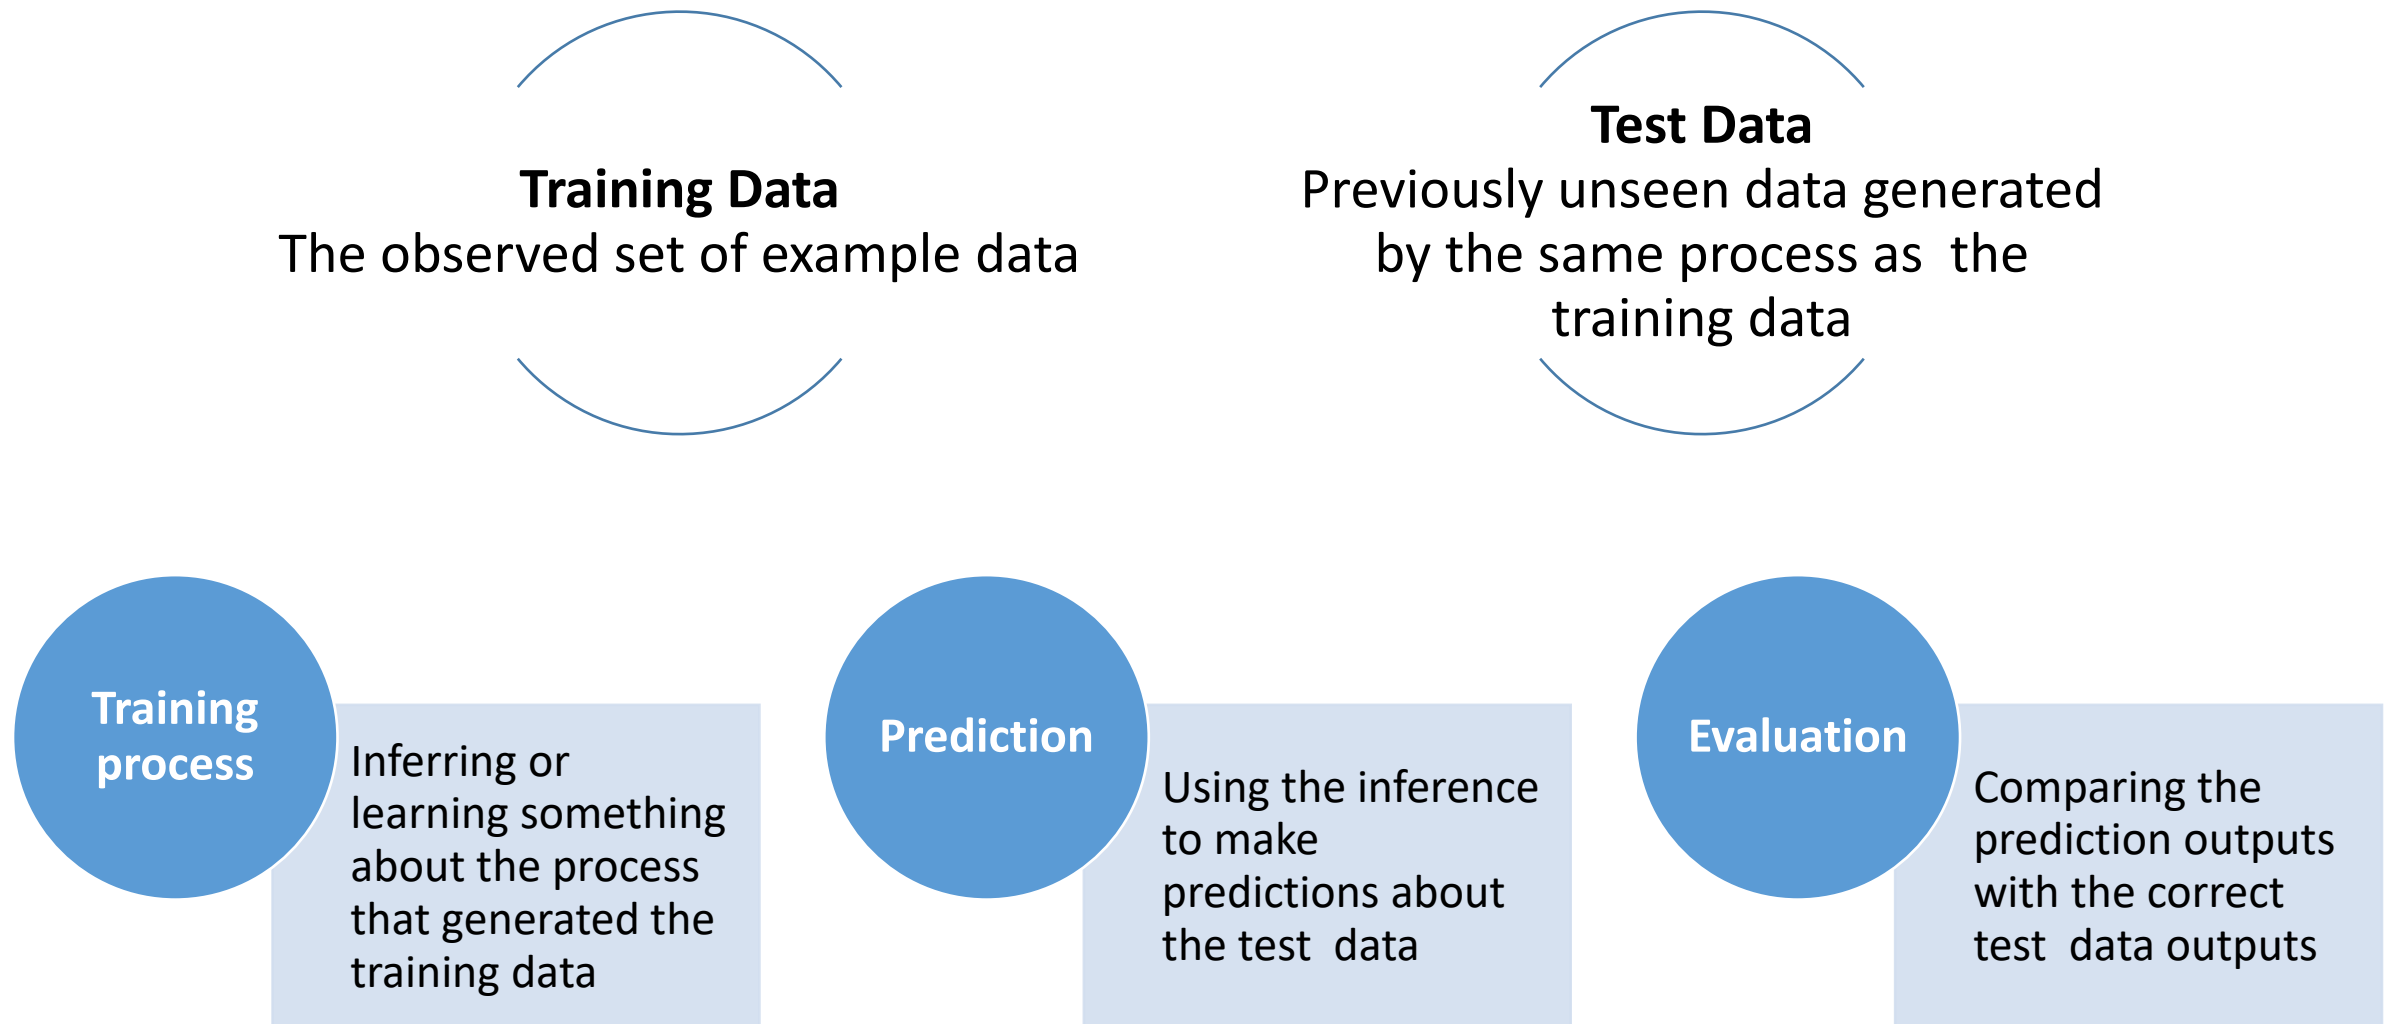 Training Data
The observed set of example data
Test Data
Previously unseen data generated
by the same process as  the
training data
Training
process
Inferring or
learning something
about the process
that generated the
training data
Prediction
Using the inference
to make
predictions about
the test  data
Evaluation
Comparing the
prediction outputs
with the correct
test  data outputs